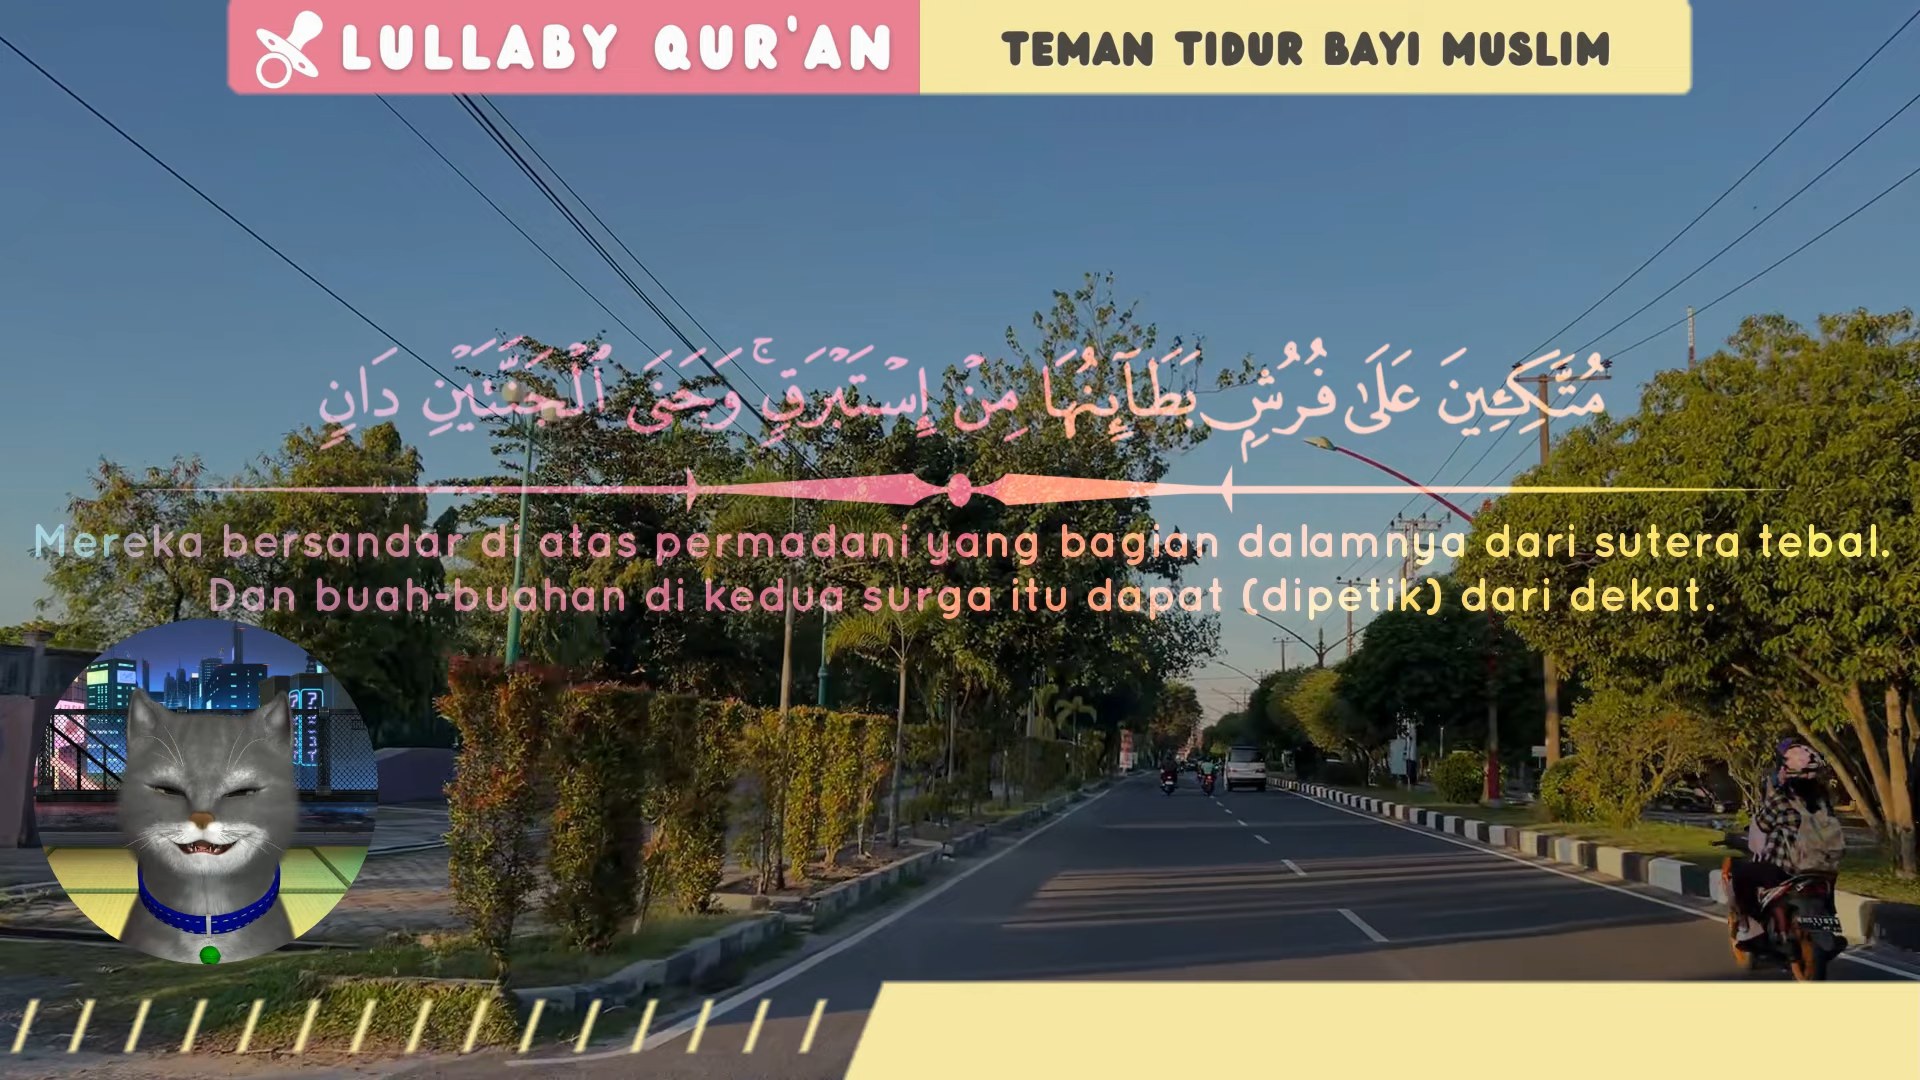 LULLABY QUR'AN
TEMAN TIDUR BAYI MUSLIM
مُتَّكِـِٔينَ عَلَىٰ فُرُشٍۭ بَطَآئِنُهَا مِنْ إِسْتَبْرَقٍ ۚ وَجَنَى ٱلْجَنَّتَيْنِ دَانٍ
Mereka bersandar di atas permadani yang bagian dalamnya dari sutera tebal.
Dan buah-buahan di kedua surga itu dapat (dipetik) dari dekat.